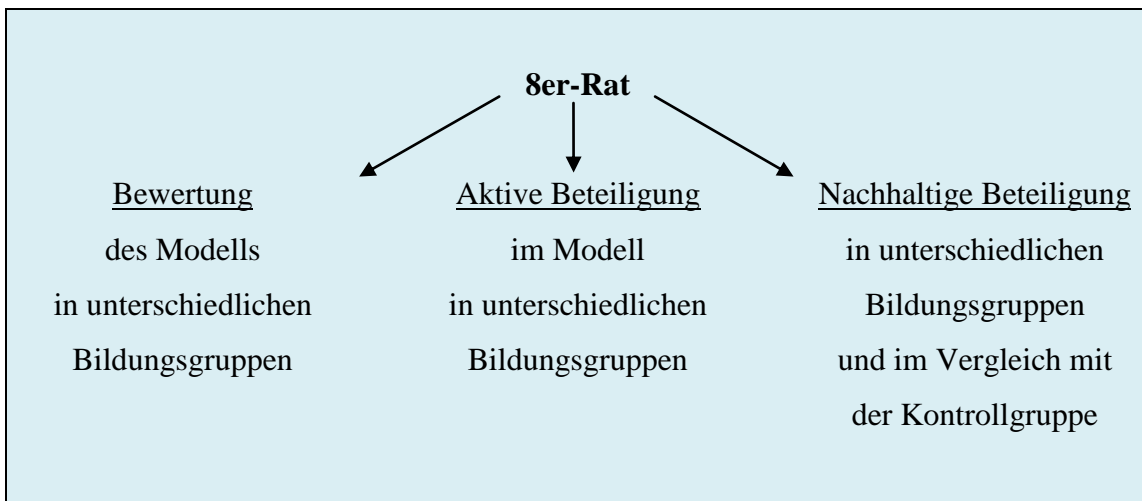 8er-Rat
Bewertung
des Modells
in unterschiedlichen
Bildungsgruppen
Aktive Beteiligung
im Modell
in unterschiedlichen
Bildungsgruppen
Nachhaltige Beteiligung
in unterschiedlichen
Bildungsgruppen
und im Vergleich mit
der Kontrollgruppe